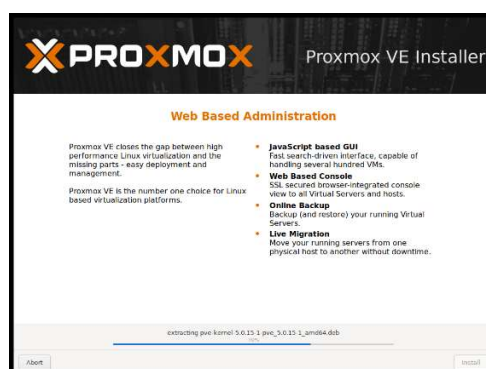 PROXMOX
Proxmox VE Installer
Web Based Administration
Proxmox VE closes the gap between high
performance Linux virtualization and the
missing parts - easy deployment and
management.
Proxmox VE is the number one choice for Linux
based virtualization platforms.
JavaScript based GUI
Fast search-driven interface, capable of
handling several hundred VMs.
Web Based Console
SSL secured browser-integrated console
view to all Virtual Servers and hosts.
Online Backup
Backup (and restore) your running Virtual
Servers.
Live Migration
Move your running servers from one
physical host to another without downtime.
extracting pve-kernel-5.0.15-1-pve_5.0.15-1_amd64.deb
Abort
Install